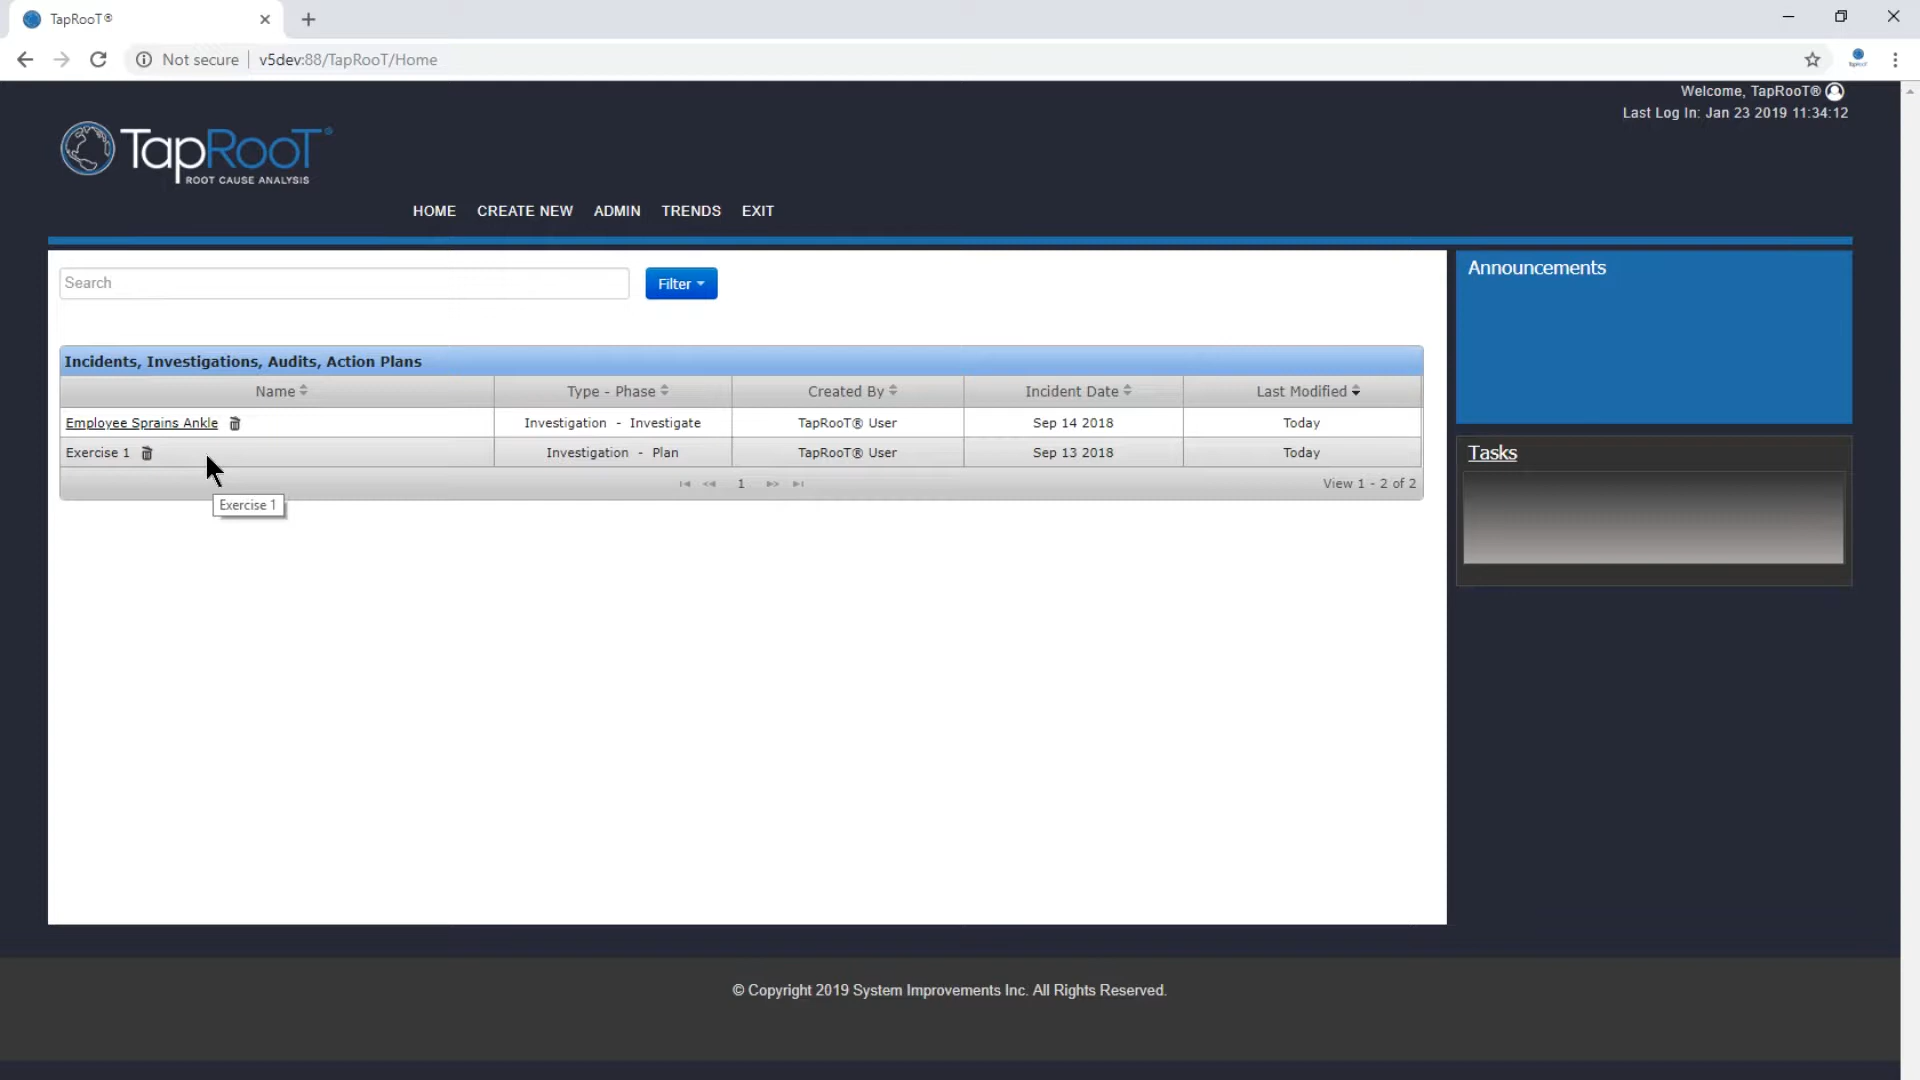 TapRooT®
Not secure
v5dev:88/TapRooT/Home
Welcome, TapRooT®
Last Log In: Jan 23 2019 11:34:12
TapRooT®
ROOT CAUSE ANALYSIS
HOME CREATE NEW ADMIN TRENDS EXIT
Search
Filter
Announcements
Incidents, Investigations, Audits, Action Plans
Name Type - Phase Created By Incident Date Last Modified
Employee Sprains Ankle Investigation - Investigate TapRooT® User Sep 14 2018 Today
Exercise 1 Investigation - Plan TapRooT® User Sep 13 2018 Today
1 View 1 - 2 of 2
Exercise 1
Tasks
© Copyright 2019 System Improvements Inc. All Rights Reserved.